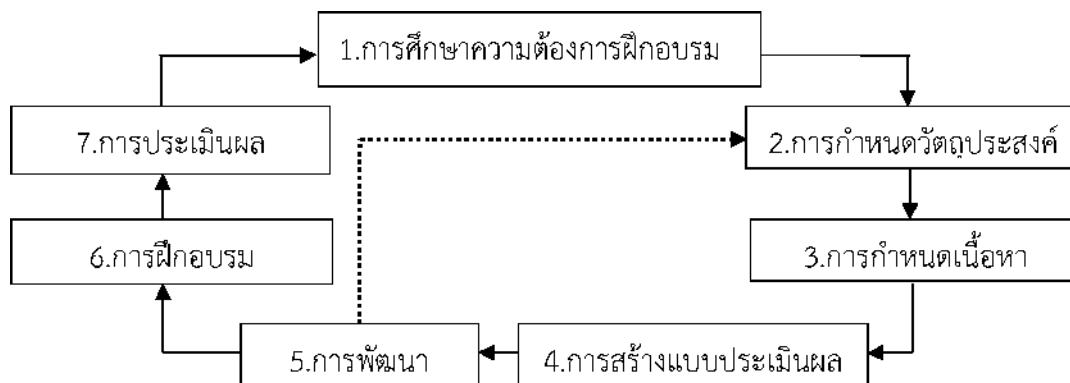 1.การศึกษาความต้องการฝึกอบรม
2.การกำหนดวัตถุประสงค์
3.การกำหนดเนื้อหา
4.การสร้างแบบประเมินผล
5.การพัฒนา
6.การฝึกอบรม
7.การประเมินผล